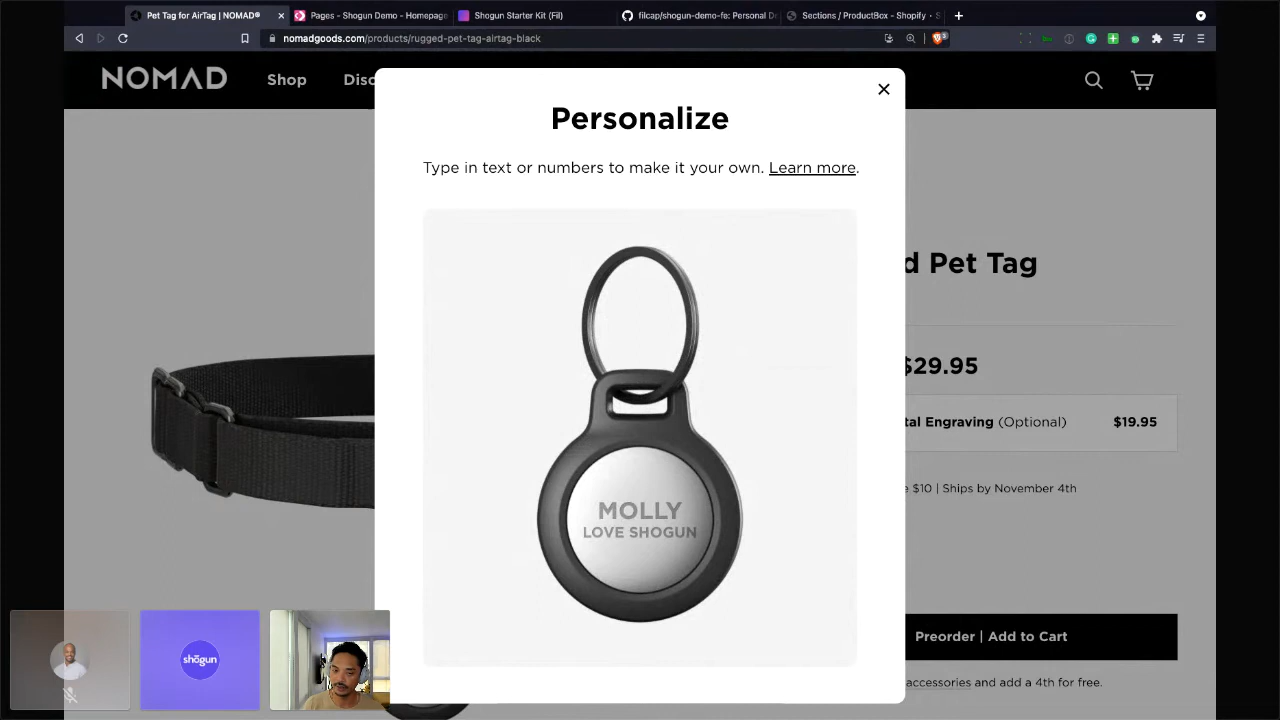 Pet Tag for AirTag | NOMAD®
Pages - Shogun Demo - Homepage
Shogun Starter Kit (Fil)
filcap/shogun-demo-fe: Personal De
Sections / ProductBox - Shopify · S
nomadgoods.com/products/rugged-pet-tag-airtag-black
NOMAD
Shop
Disc
Personalize
Type in text or numbers to make it your own. Learn more.
d Pet Tag
$29.95
tal Engraving (Optional)
$19.95
e $10 | Ships by November 4th
MOLLY
LOVE SHOGUN
Preorder | Add to Cart
accessories and add a 4th for free.
shōgun